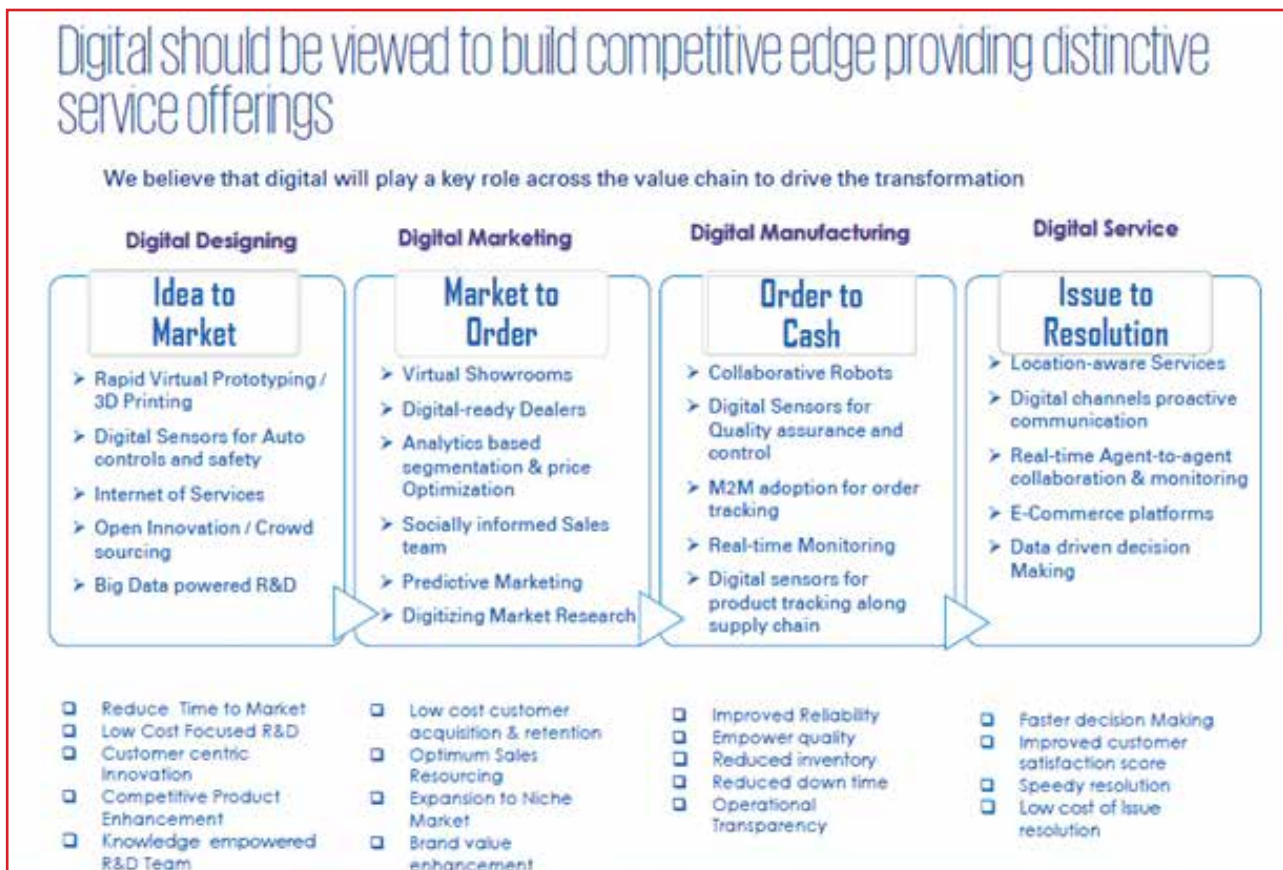 Digital should be viewed to build competitive edge providing distinctive
service offerings
We believe that digital will play a key role across the value chain to drive the transformation
Digital Designing
Idea to
Market
➢ Rapid Virtual Prototyping /
3D Printing
➢ Digital Sensors for Auto
controls and safety
➢ Internet of Services
➢ Open Innovation / Crowd
sourcing
➢ Big Data powered R&D
❑ Reduce Time to Market
❑ Low Cost Focused R&D
❑ Customer centric
Innovation
❑ Competitive Product
Enhancement
❑ Knowledge empowered
R&D Team
Digital Marketing
Market to
Order
➢ Virtual Showrooms
➢ Digital-ready Dealers
➢ Analytics based
segmentation & price
Optimization
➢ Socially informed Sales
team
➢ Predictive Marketing
➢ Digitizing Market Research
❑ Low cost customer
acquisition & retention
❑ Optimum Sales
Resourcing
❑ Expansion to Niche
Market
❑ Brand value
enhancement
Digital Manufacturing
Order to
Cash
➢ Collaborative Robots
➢ Digital Sensors for
Quality assurance and
control
➢ M2M adoption for order
tracking
➢ Real-time Monitoring
➢ Digital sensors for
product tracking along
supply chain
❑ Improved Reliability
❑ Empower quality
❑ Reduced inventory
❑ Reduced down time
❑ Operational
Transparency
Digital Service
Issue to
Resolution
➢ Location-aware Services
➢ Digital channels proactive
communication
➢ Real-time Agent-to-agent
collaboration & monitoring
➢ E-Commerce platforms
➢ Data driven decision
Making
❑ Faster decision Making
❑ Improved customer
satisfaction score
❑ Speedy resolution
❑ Low cost of Issue
resolution